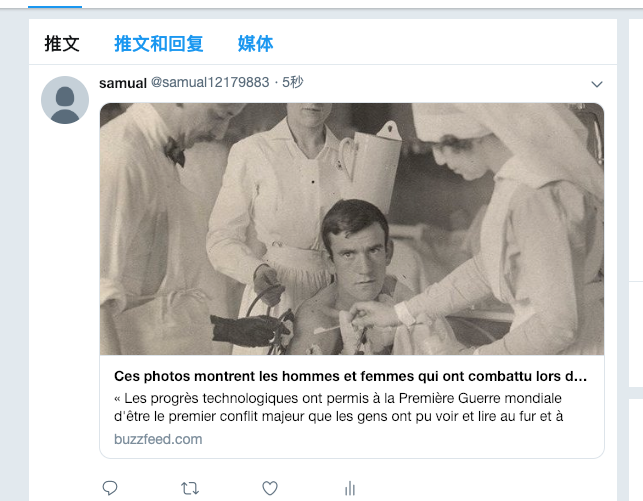 推文 推文和回复 媒体
samual @samual12179883 · 5秒
Ces photos montrent les hommes et femmes qui ont combattu lors d...
« Les progrès technologiques ont permis à la Première Guerre mondiale
d'être le premier conflit majeur que les gens ont pu voir et lire au fur et à
buzzfeed.com